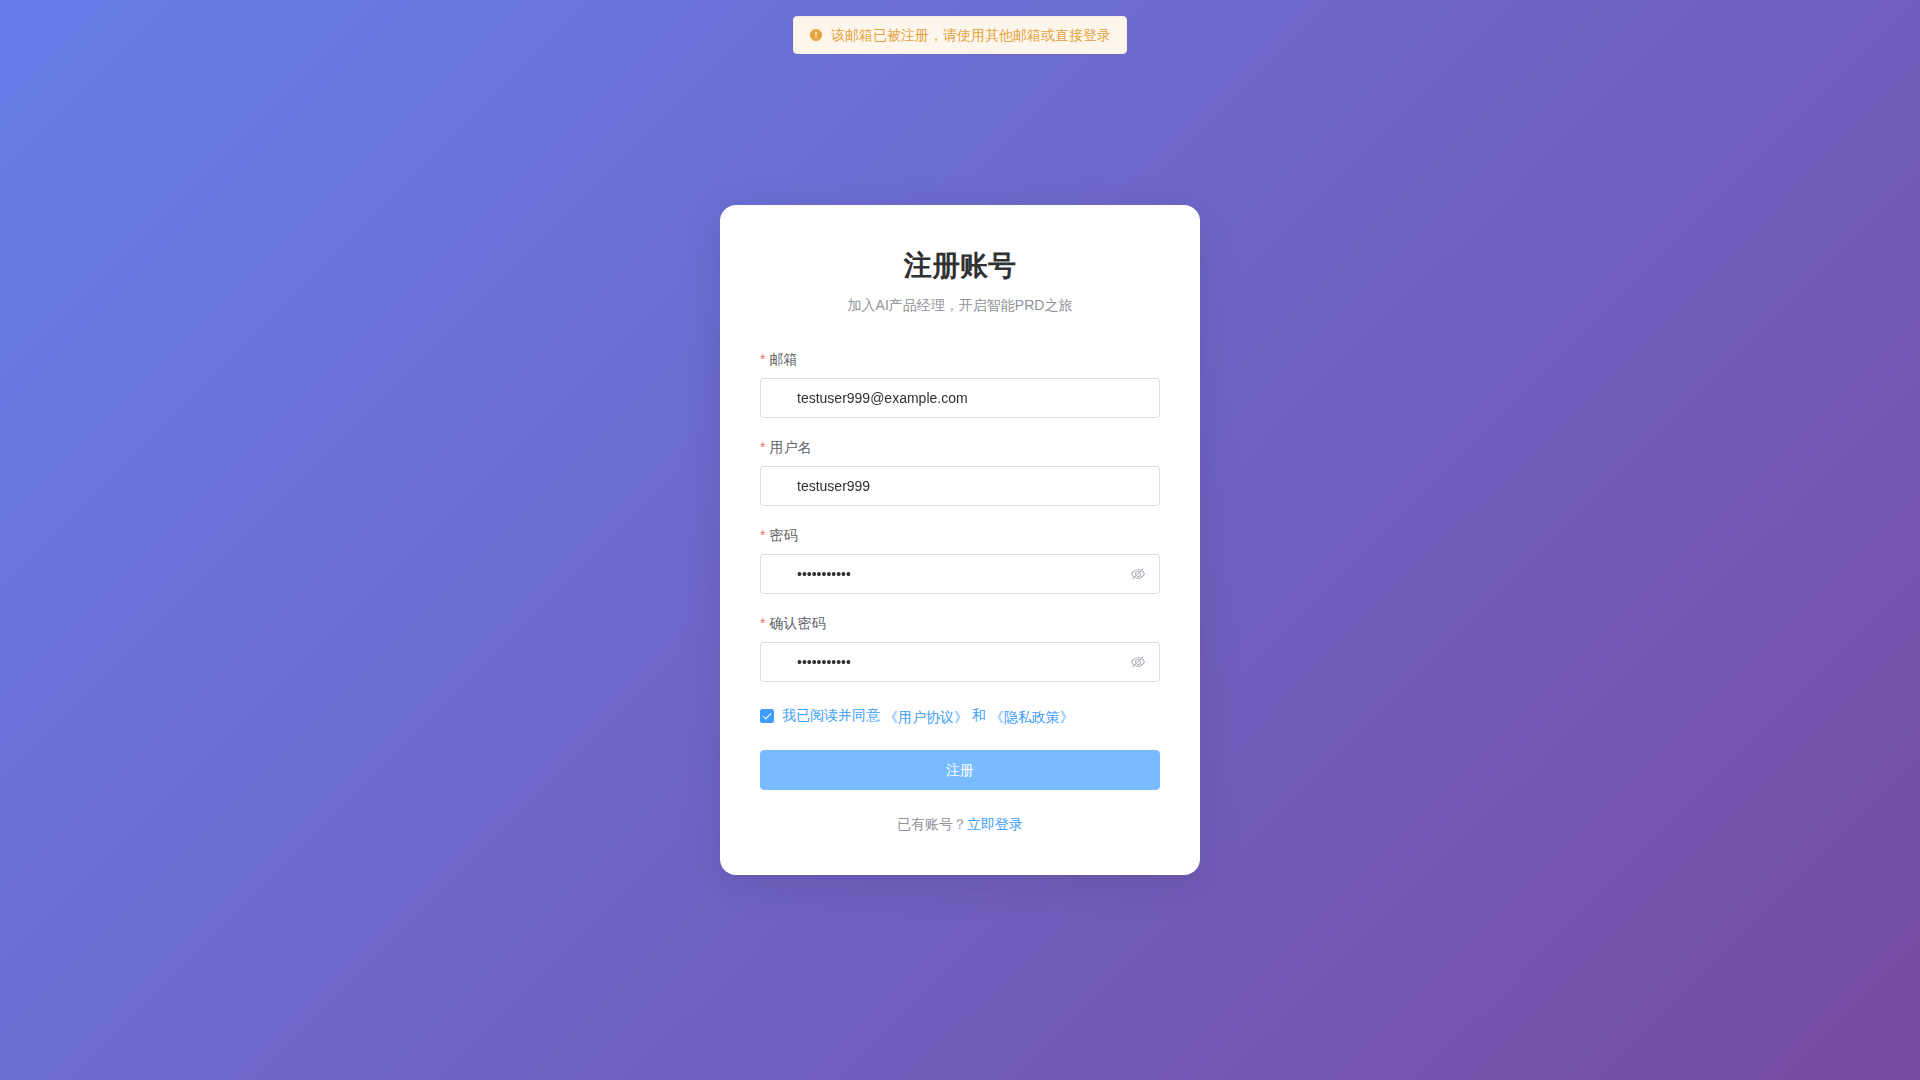 该邮箱已被注册，请使用其他邮箱或直接登录
注册账号
加入AI产品经理，开启智能PRD之旅
* 邮箱
testuser999@example.com
* 用户名
testuser999
* 密码
•••••••••••
* 确认密码
•••••••••••
我已阅读并同意 《用户协议》 和 《隐私政策》
注册
已有账号？立即登录